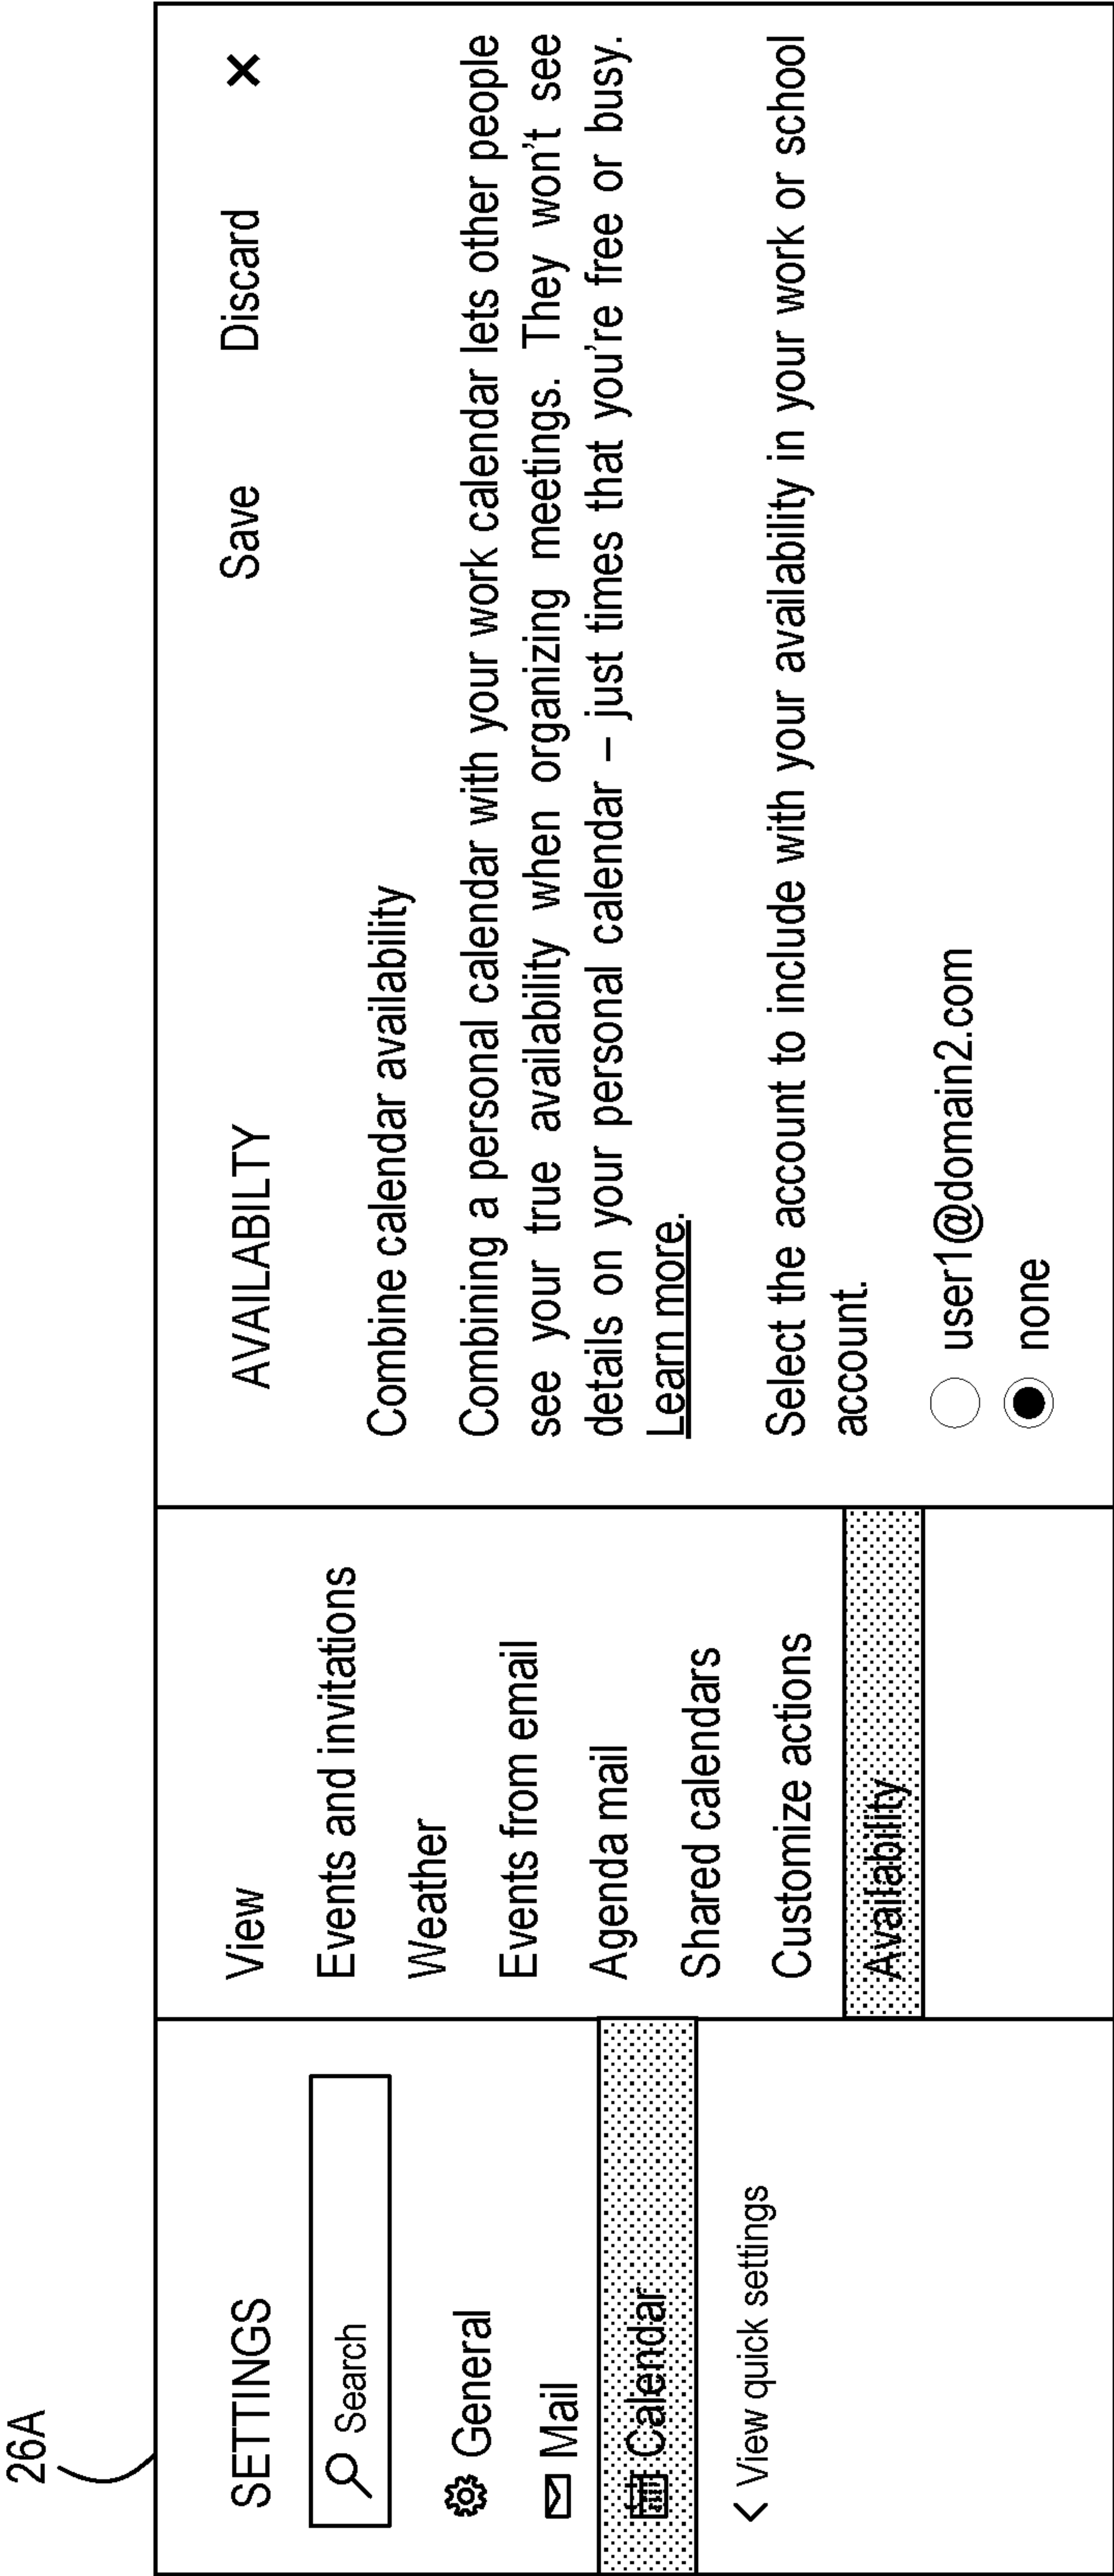 26A
SETTINGS
Search
General
Mail
Calendar
View quick settings
View
Events and invitations
Weather
Events from email
Agenda mail
Shared calendars
Customize actions
Availability
AVAILABILTY
Save
Discard
×
Combine calendar availability
Combining a personal calendar with your work calendar lets other people
see your true availability when organizing meetings. They won't see
details on your personal calendar – just times that you're free or busy.
Learn more.
Select the account to include with your availability in your work or school
account.
user1@domain2.com
none